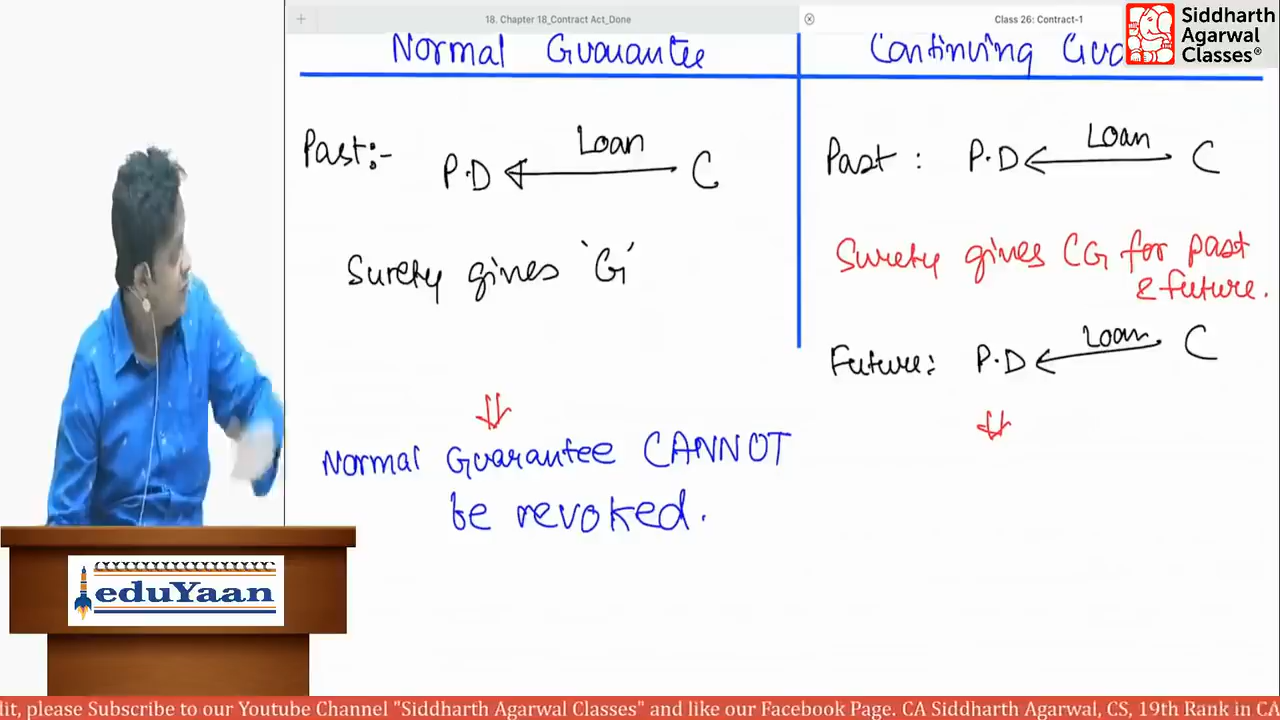 18. Chapter 18_Contract Act_Done
Class 26: Contract-1
Siddharth
Agarwal
Classes®
Normal Guarantee
Continuing
Past:-
Loan
P.D
C
Surety gives 'G'
Normal Guarantee CANNOT
be revoked.
Past :
Loan
P.D
C
Surety gives CG for past
& future.
Future:
Loan
P.D
C
eduYaan
dit, please Subscribe to our Youtube Channel "Siddharth Agarwal Classes" and like our Facebook Page. CA Siddharth Agarwal, CS, 19th Rank in CA